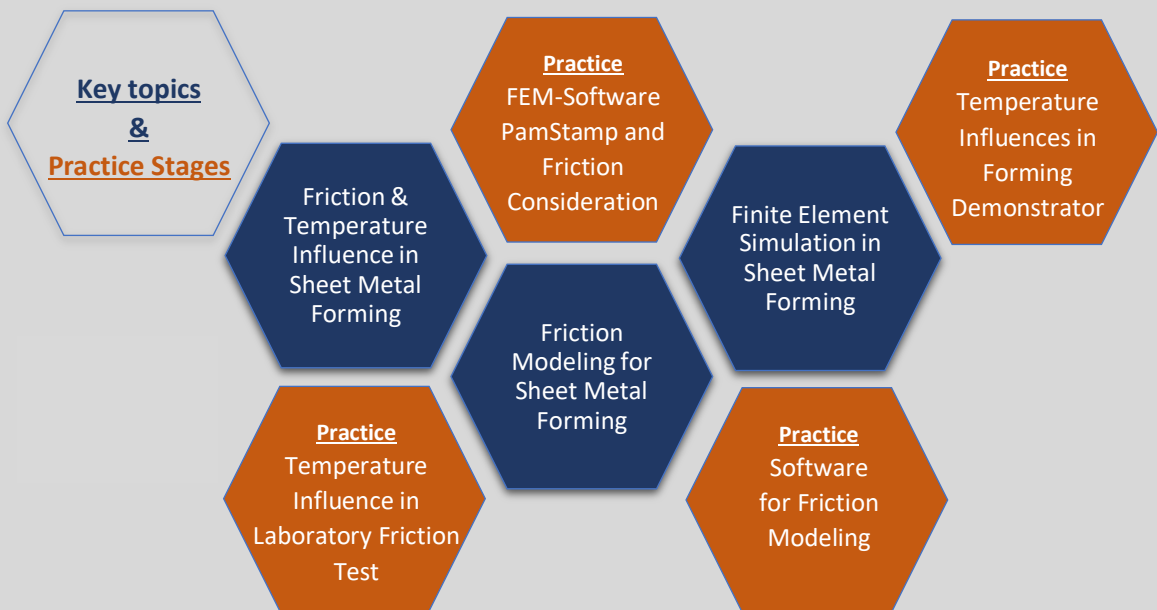 Key topics
&
Practice Stages
Friction &
Temperature
Influence in
Sheet Metal
Forming
Practice
FEM-Software
PamStamp and
Friction
Consideration
Friction
Modeling for
Sheet Metal
Forming
Finite Element
Simulation in
Sheet Metal
Forming
Practice
Temperature
Influences in
Forming
Demonstrator
Practice
Temperature
Influence in
Laboratory Friction
Test
Practice
Software
for Friction
Modeling